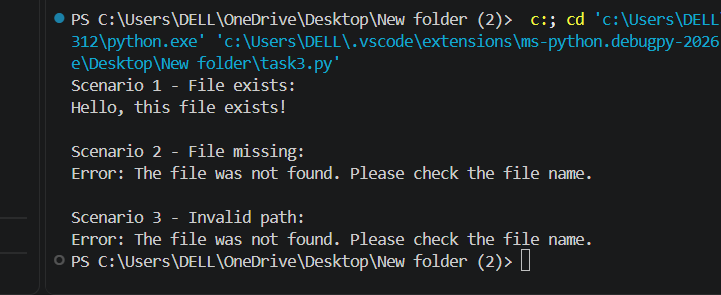 PS C:\Users\DELL\OneDrive\Desktop\New folder (2)>  c:; cd 'c:\Users\DELL\
312\python.exe' 'c:\Users\DELL\.vscode\extensions\ms-python.debugpy-2026
e\Desktop\New folder\task3.py'
Scenario 1 - File exists:
Hello, this file exists!
Scenario 2 - File missing:
Error: The file was not found. Please check the file name.
Scenario 3 - Invalid path:
Error: The file was not found. Please check the file name.
PS C:\Users\DELL\OneDrive\Desktop\New folder (2)>